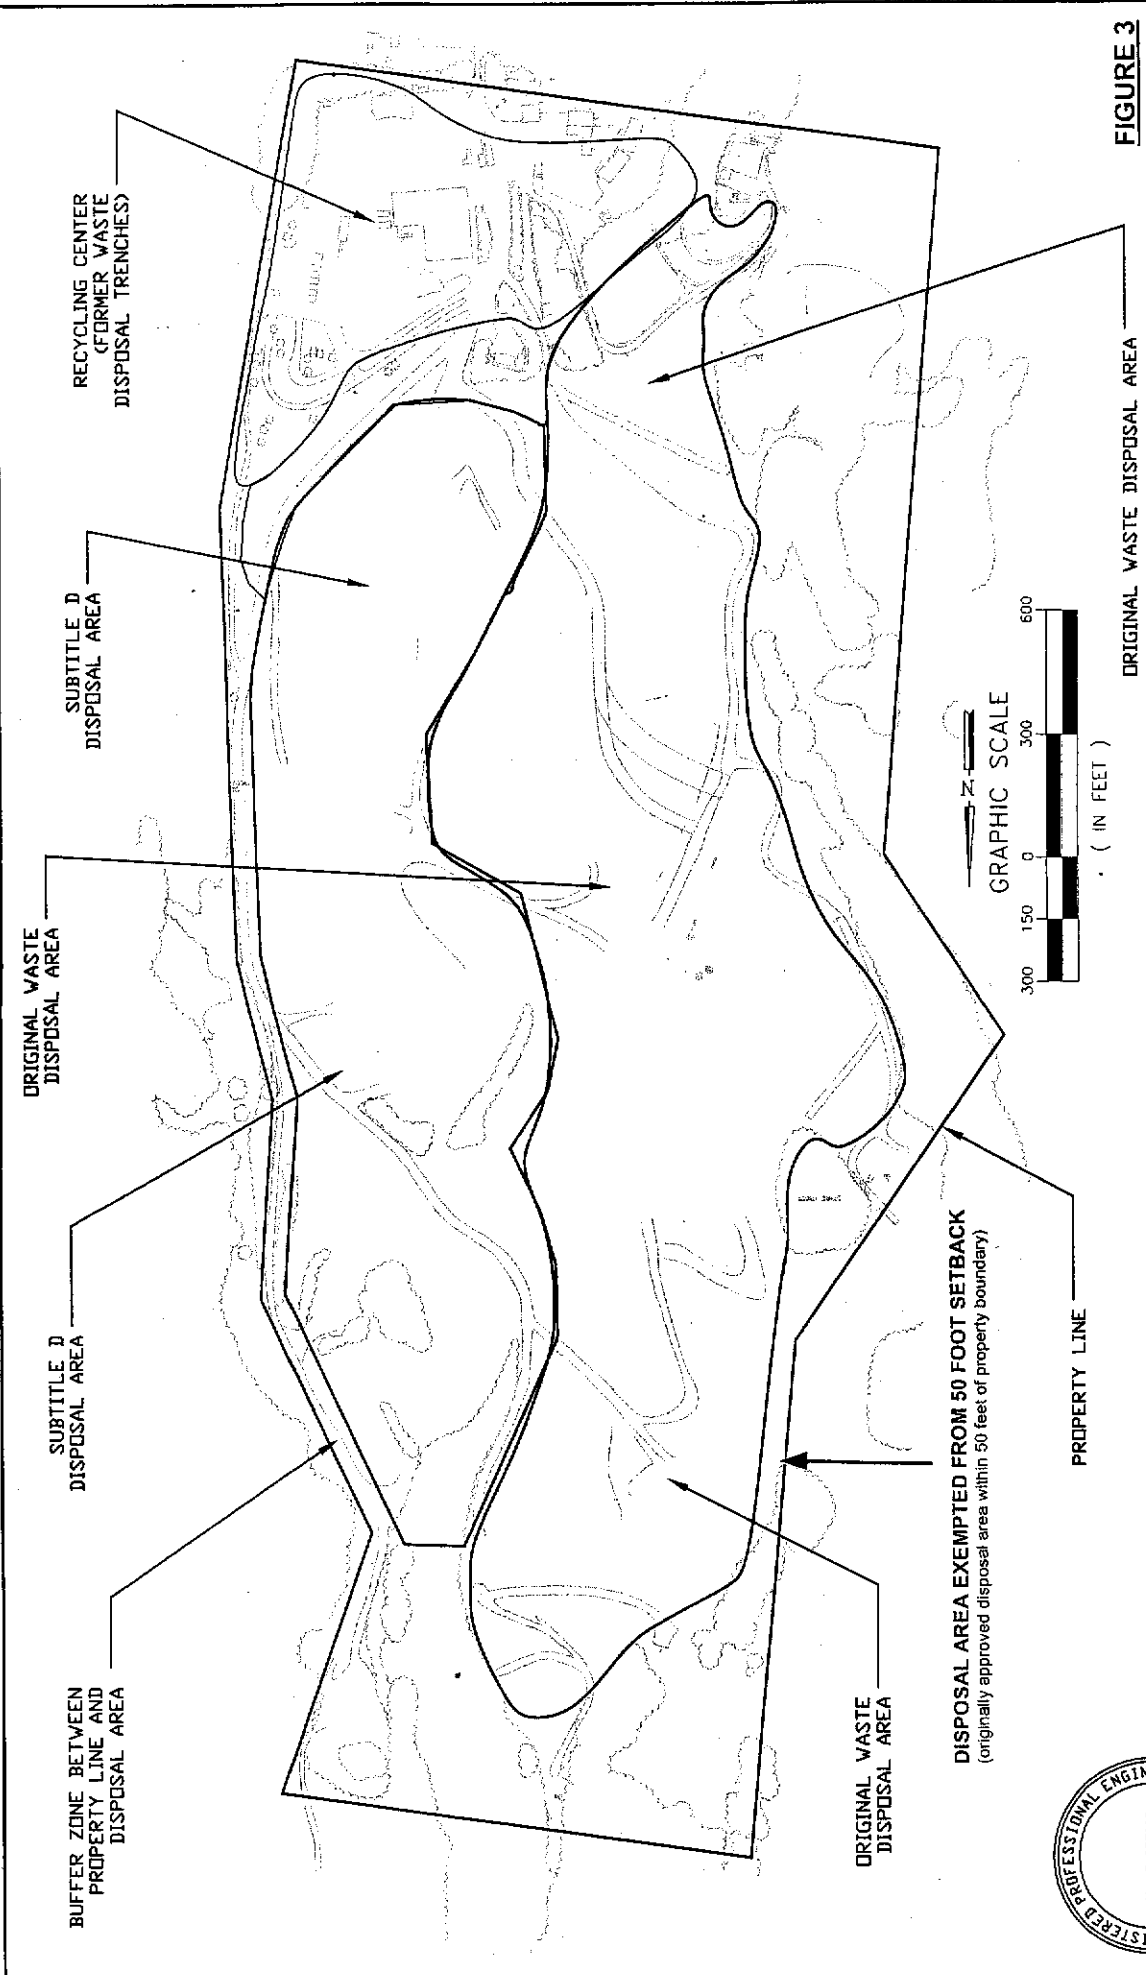 BUFFER ZONE BETWEEN
PROPERTY LINE AND
DISPOSAL AREA
SUBTITLE D
DISPOSAL AREA
ORIGINAL WASTE
DISPOSAL AREA
SUBTITLE D
DISPOSAL AREA
RECYCLING CENTER
(FORMER WASTE
DISPOSAL TRENCHES)
ORIGINAL WASTE
DISPOSAL AREA
DISPOSAL AREA EXEMPTED FROM 50 FOOT SETBACK
(originally approved disposal area within 50 feet of property boundary)
PROPERTY LINE
N
GRAPHIC SCALE
300 150 0 300 600
( IN FEET )
ORIGINAL WASTE DISPOSAL AREA
FIGURE 3
PROFESSIONAL